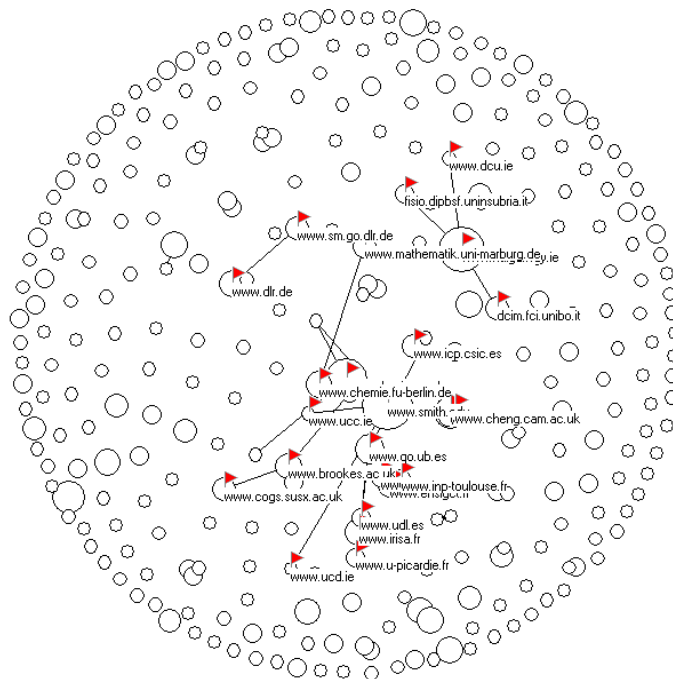 www.dcu.ie
fisio.dipbsf.uninsubria.it
www.sm.go.dlr.de
www.mathematik.uni-marburg.de
www.dlr.de
dcim.fci.unibo.it
www.icp.csic.es
www.chemie.fu-berlin.de
www.smith.
www.ucc.ie
www.cheng.cam.ac.uk
www.qo.ub.es
www.brookes.ac.uk
www.inp-toulouse.fr
www.cogs.susx.ac.uk
www.udl.es
www.irisa.fr
www.u-picardie.fr
www.ucd.ie